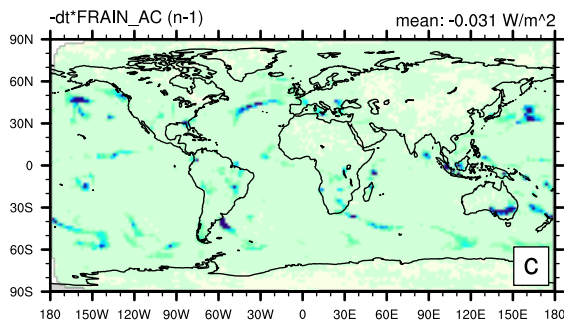 -dt*FRAIN_AC (n-1) mean: -0.031 W/m^2
90N
60N
30N
0
30S
60S
90S
C
180 150W 120W 90W 60W 30W 0 30E 60E 90E 120E 150E 180